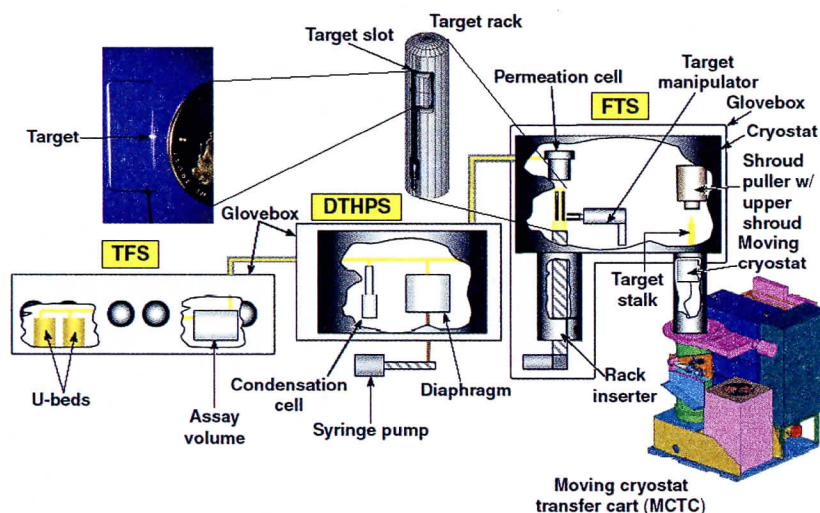 Target slot
Target rack
Permeation cell
Target
manipulator
FTS
Glovebox
Cryostat
Shroud
puller w/
upper
shroud
Moving
cryostat
Target
Glovebox
DTHPS
TFS
Target
stalk
Rack
inserter
U-beds
Assay
volume
Condensation
cell
Diaphragm
Syringe pump
Moving cryostat
transfer cart (MCTC)